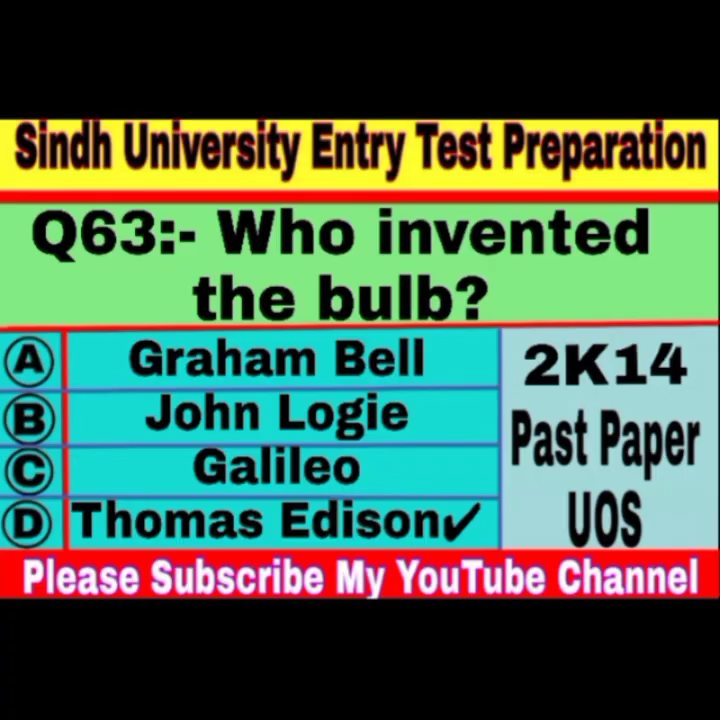 Sindh University Entry Test Preparation
Q63:- Who invented
the bulb?
A Graham Bell
B John Logie
C Galileo
D Thomas Edison✔
2K14
Past Paper
UOS
Please Subscribe My YouTube Channel